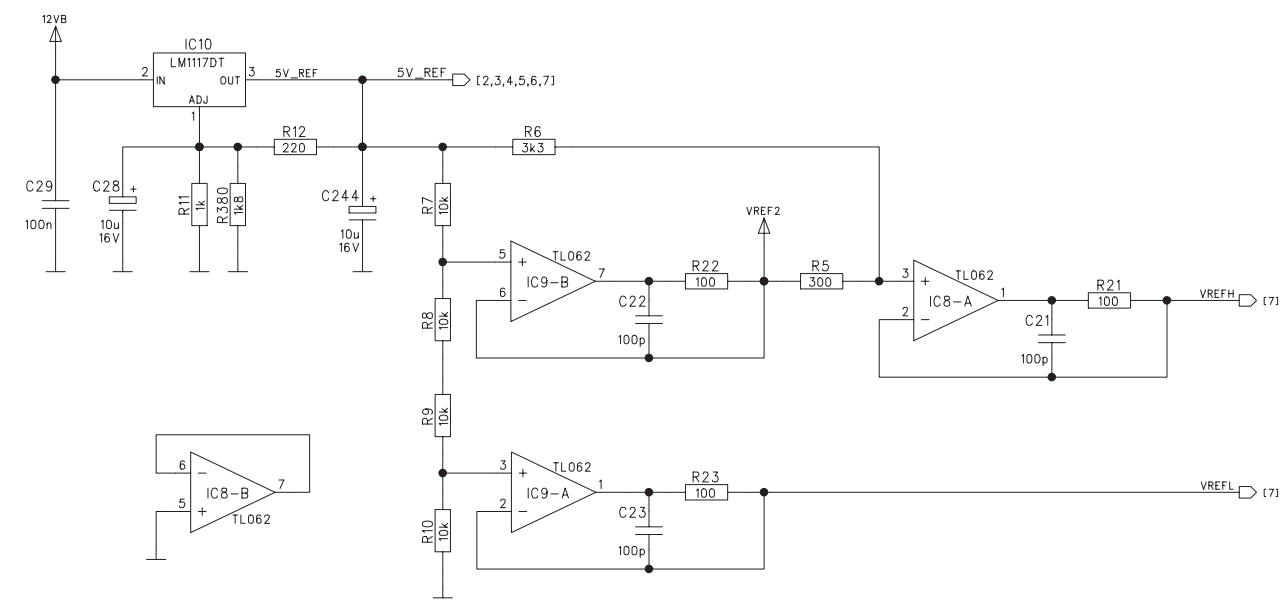 12VB
IC10
LM1117DT
2
IN
OUT
3
5V_REF
5V_REF
[2,3,4,5,6,7]
ADJ
1
R12
220
R6
3k3
C29
100n
C28
+
10u
16V
R11
1k
R380
1k8
C244
+
10u
16V
R7
10k
VREF2
5
+
TL062
IC9-B
7
6
−
R22
100
R5
300
3
+
TL062
IC8-A
1
2
−
R21
100
VREFH
[7]
C22
100p
C21
100p
R8
10k
R9
10k
6
−
IC8-B
7
5
+
TL062
3
+
TL062
IC9-A
1
2
−
R23
100
VREFL
[7]
C23
100p
R10
10k